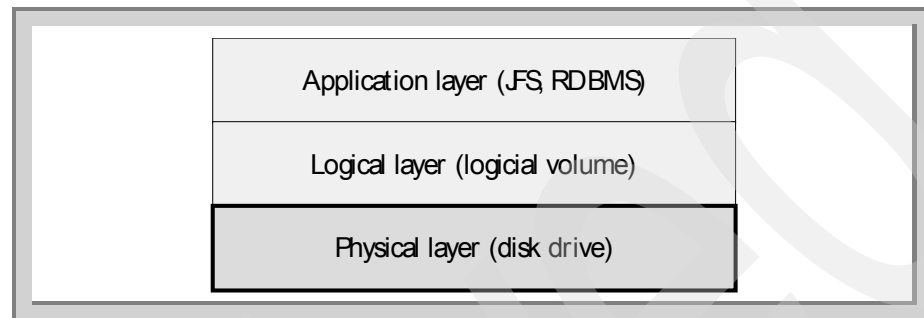 Application layer (JFS, RDBMS)
Logical layer (logicial volume)
Physical layer (disk drive)